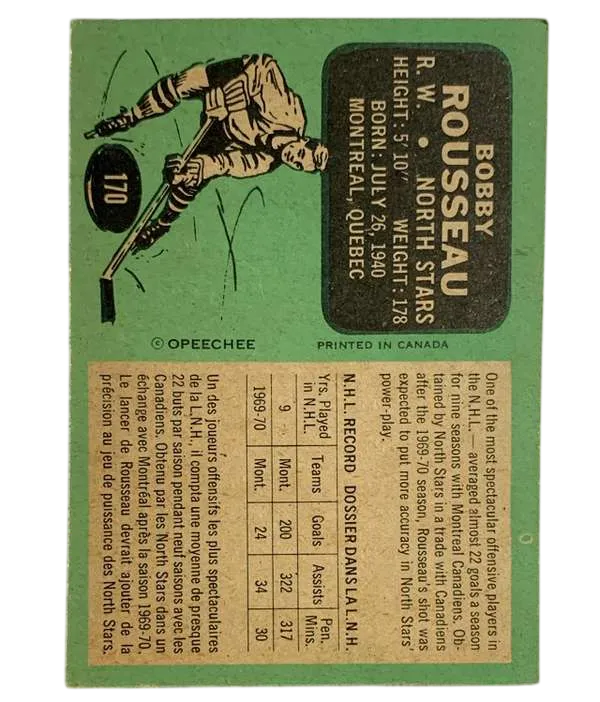 BOBBY
ROUSSEAU
R. W. • NORTH STARS
HEIGHT: 5' 10" WEIGHT: 178
BORN: JULY 26, 1940
MONTREAL, QUEBEC
170
© OPEECHEE PRINTED IN CANADA
One of the most spectacular offensive players in
the N.H.L. — averaged almost 22 goals a season
for nine seasons with Montreal Canadiens. Ob-
tained by North Stars in a trade with Canadiens
after the 1969-70 season, Rousseau's shot was
expected to put more accuracy in North Stars'
power-play.
N.H.L. RECORD DOSSIER DANS LA L.N.H.
Yrs. Played in N.H.L. Teams Goals Assists Pen. Mins.
9 Mont. 200 322 317
1969-70 Mont. 24 34 30
Un des joueurs offensifs les plus spectaculaires
de la L.N.H., il compta une moyenne de presque
22 buts par saison pendant neuf saisons avec les
Canadiens. Obtenu par les North Stars dans un
échange avec Montréal après la saison 1969-70.
Le lancer de Rousseau devrait ajouter de la
précision au jeu de puissance des North Stars.